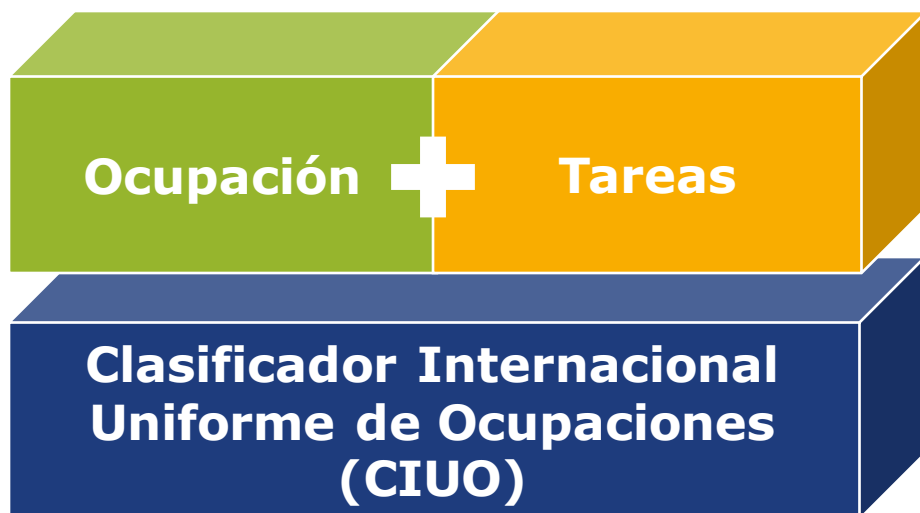 Ocupación
Tareas
Clasificador Internacional
Uniforme de Ocupaciones
(CIUO)